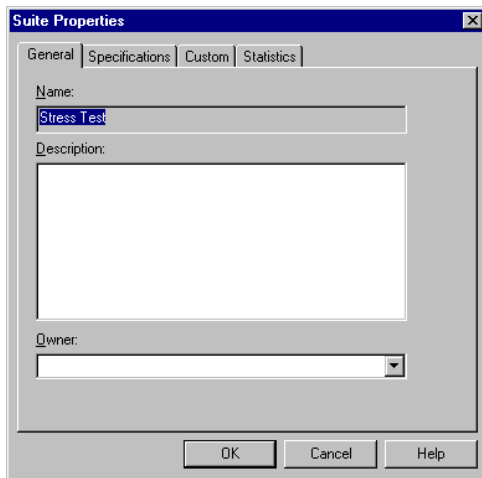 Suite Properties
General Specifications Custom Statistics
Name:
Stress Test
Description:
Owner:
OK Cancel Help